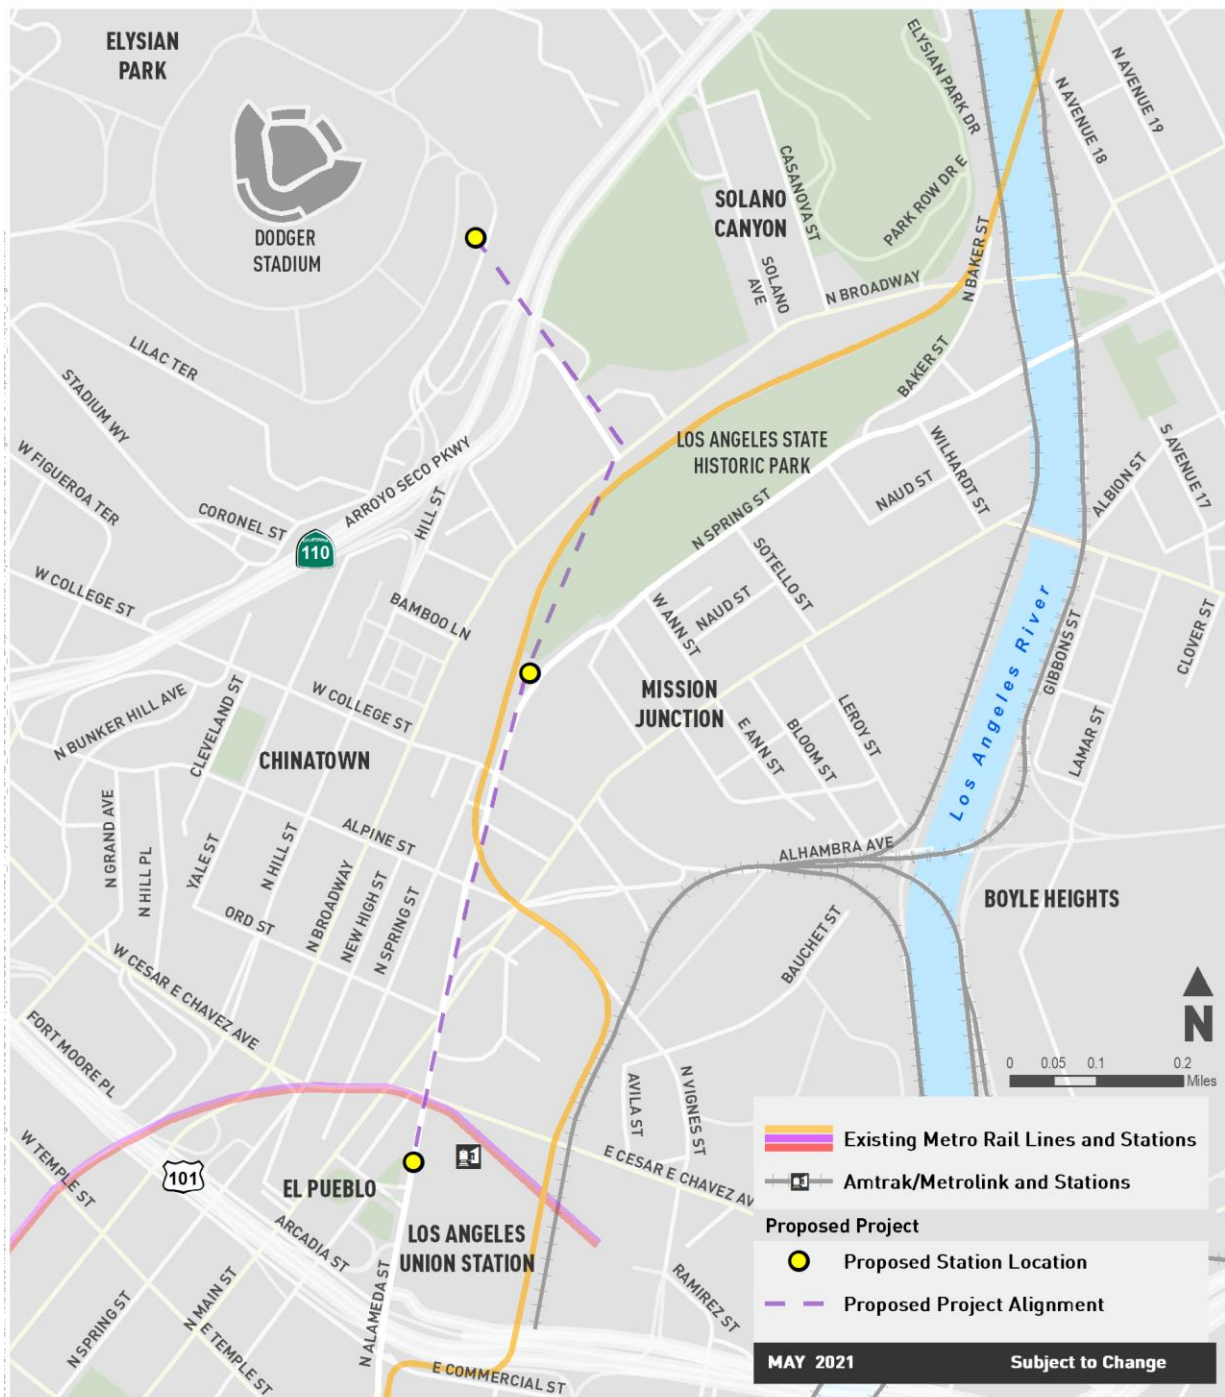 ELYSIAN
PARK
DODGER
STADIUM
ELYSIAN PARK DR
N AVENUE 19
N AVENUE 18
CASANOVA ST
PARK ROW DR E
SOLANO
CANYON
SOLANO
AVE
N BROADWAY
N BAKER ST
BAKER ST
LILAC TER
STADIUM WY
W FIGUEROA TER
CORONEL ST
CALIFORNIA
110
ARROYO SECO PKWY
HILL ST
LOS ANGELES STATE
HISTORIC PARK
WILHARDT ST
NAUD ST
ALBION ST
S AVENUE 17
N SPRING ST
SOTELLO ST
W COLLEGE ST
BAMBOO LN
W ANN ST
NAUD ST
Los Angeles River
GIBBONS ST
CLOVER ST
N BUNKER HILL AVE
CLEVELAND ST
W COLLEGE ST
MISSION
JUNCTION
E ANN ST
BLOOM ST
LEROY ST
LAMAR ST
CHINATOWN
N GRAND AVE
N HILL PL
YALE ST
N HILL ST
ALPINE ST
ALHAMBRA AVE
ORD ST
N BROADWAY
NEW HIGH ST
N SPRING ST
BAUCHET ST
BOYLE HEIGHTS
W CESAR E CHAVEZ AVE
FORT MOORE PL
N
0 0.05 0.1 0.2
Miles
AVILA ST
N VIGNES ST
W TEMPLE ST
101
EL PUEBLO
E CESAR E CHAVEZ AV
ARCADIA ST
LOS ANGELES
UNION STATION
N ALAMEDA ST
RAMIREZ ST
N SPRING ST
N MAIN ST
E TEMPLE ST
E COMMERCIAL ST
Existing Metro Rail Lines and Stations
Amtrak/Metrolink and Stations
Proposed Project
Proposed Station Location
Proposed Project Alignment
MAY 2021 Subject to Change